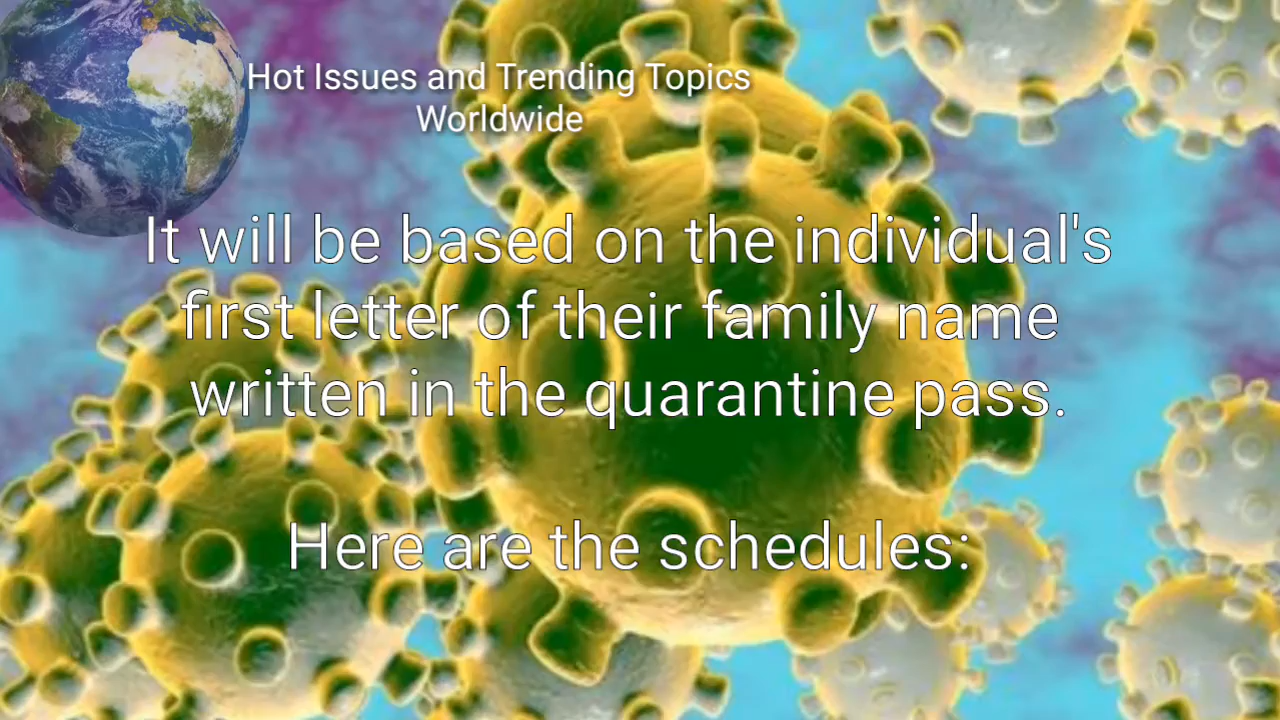 Hot Issues and Trending Topics
Worldwide
It will be based on the individual's
first letter of their family name
written in the quarantine pass.
Here are the schedules: